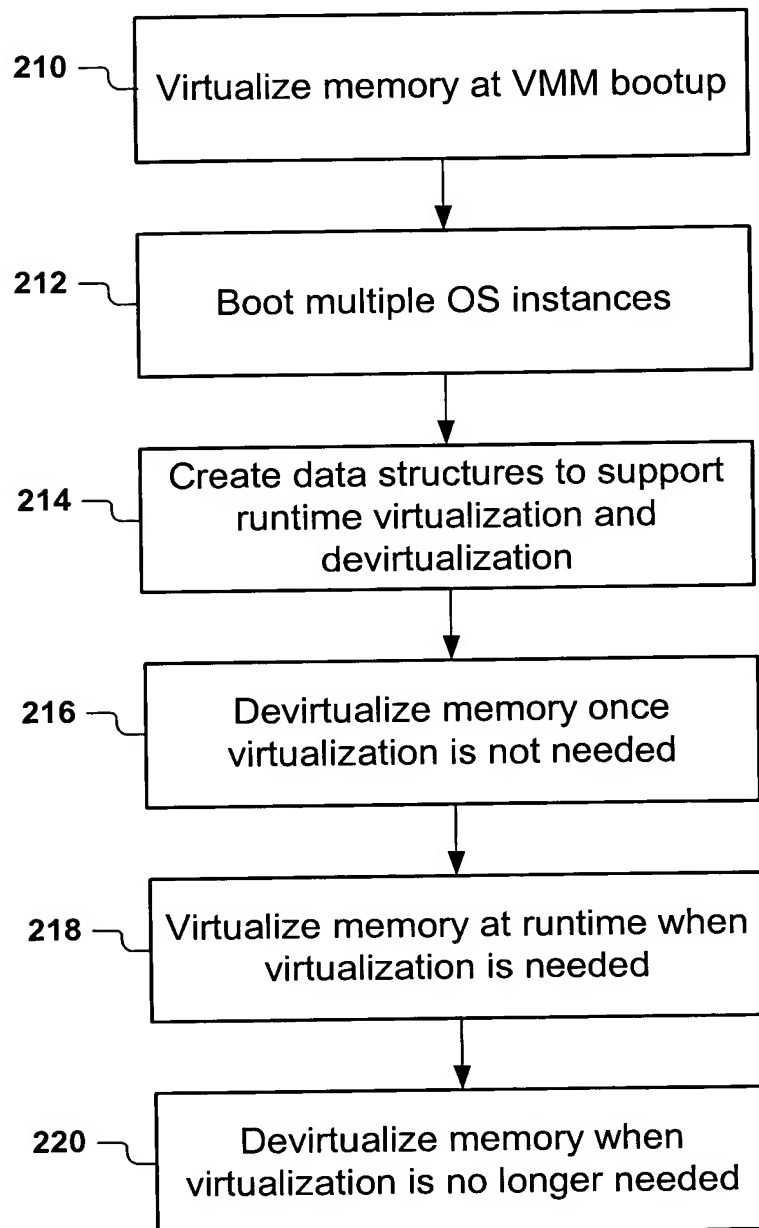 210
Virtualize memory at VMM bootup
212
Boot multiple OS instances
214
Create data structures to support
runtime virtualization and
devirtualization
216
Devirtualize memory once
virtualization is not needed
218
Virtualize memory at runtime when
virtualization is needed
220
Devirtualize memory when
virtualization is no longer needed